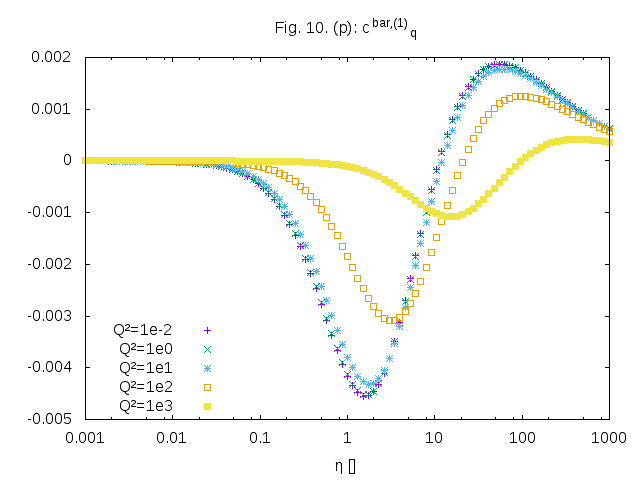 Fig. 10. (p): c^bar,(1)_q
0.002
0.001
0
-0.001
-0.002
-0.003
-0.004
-0.005
Q²=1e-2
Q²=1e0
Q²=1e1
Q²=1e2
Q²=1e3
0.001 0.01 0.1 1 10 100 1000
η []